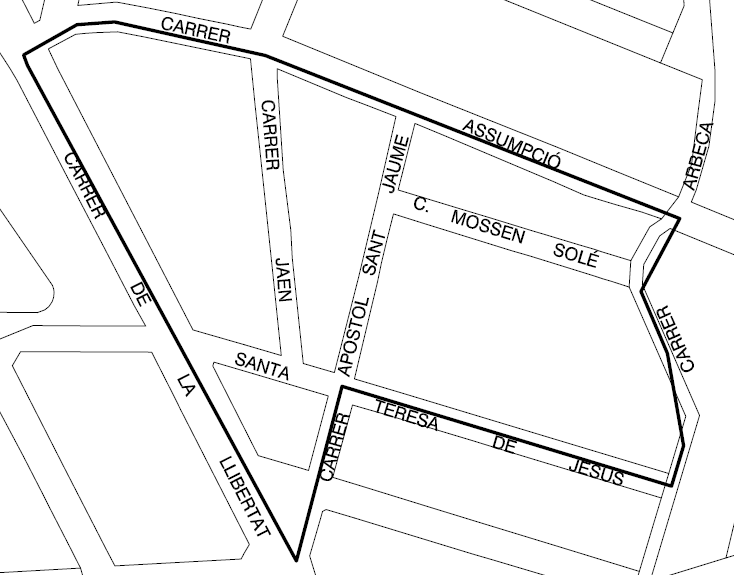 CARRER ASSUMPCIÓ
CARRER ARBECA
CARRER JAEN
CARRER APOSTOL SANT JAUME
C. MOSSEN SOLÉ
CARRER DE LA LLIBERTAT
SANTA TERESA DE JESUS